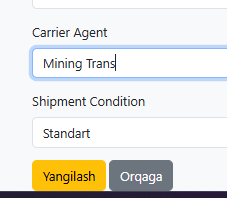 Carrier Agent
Mining Trans
Shipment Condition
Standart
Yangilash Orqaga